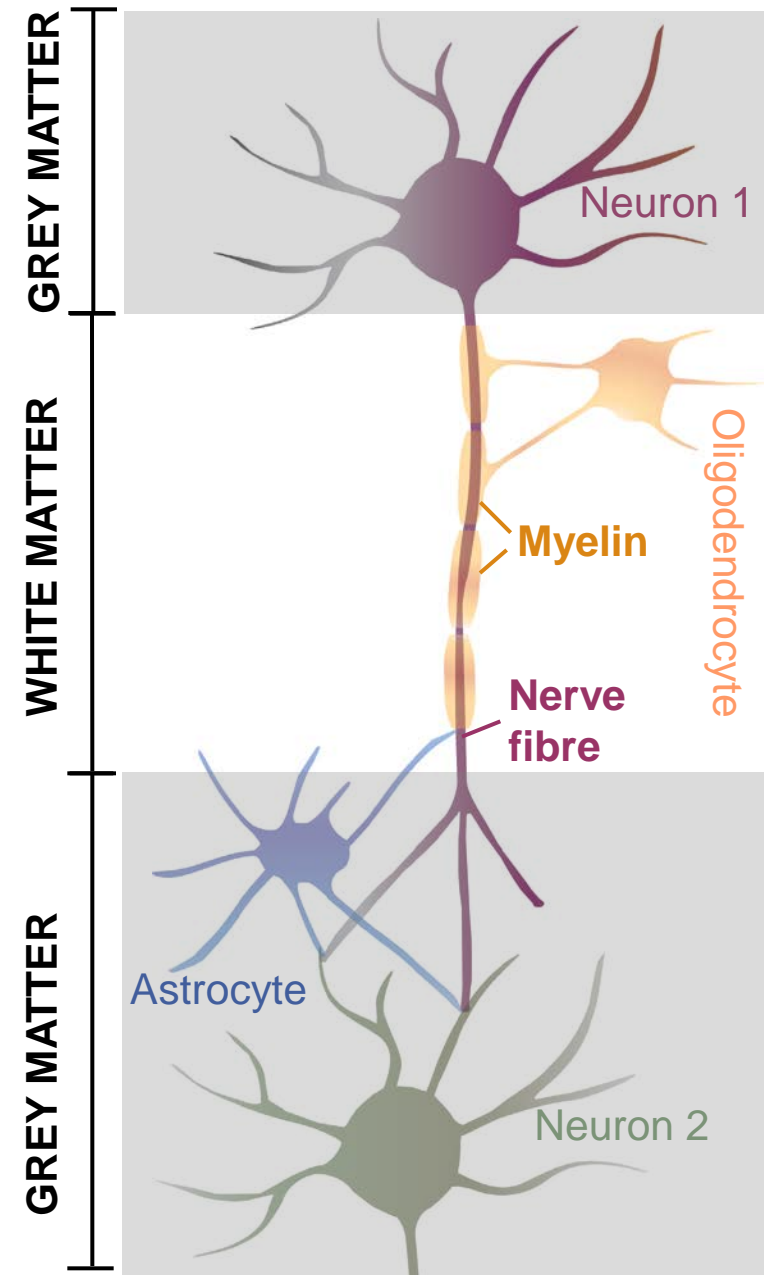 GREY MATTER
Neuron 1
WHITE MATTER
Oligodendrocyte
Myelin
Nerve
fibre
GREY MATTER
Astrocyte
Neuron 2